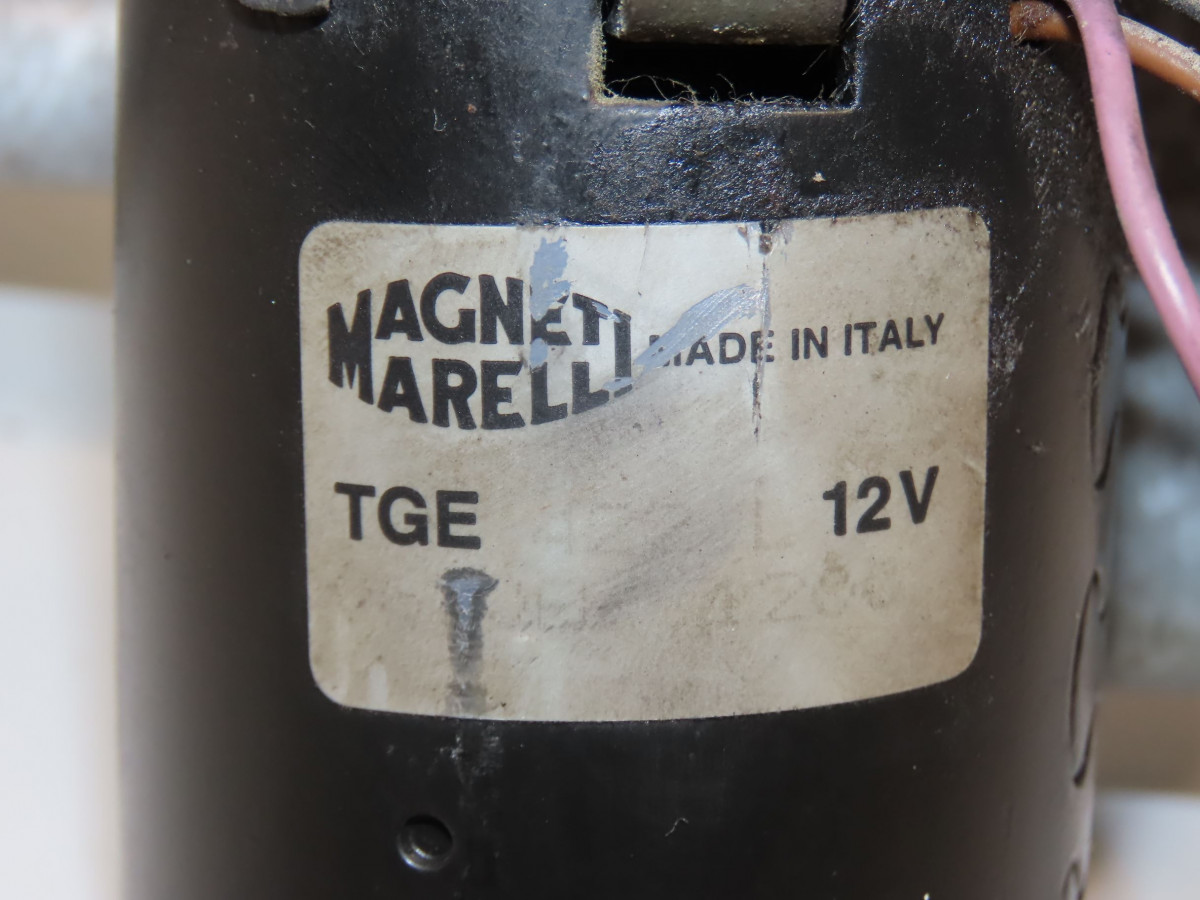 MAGNETI
MARELLI
MADE IN ITALY
TGE
12V